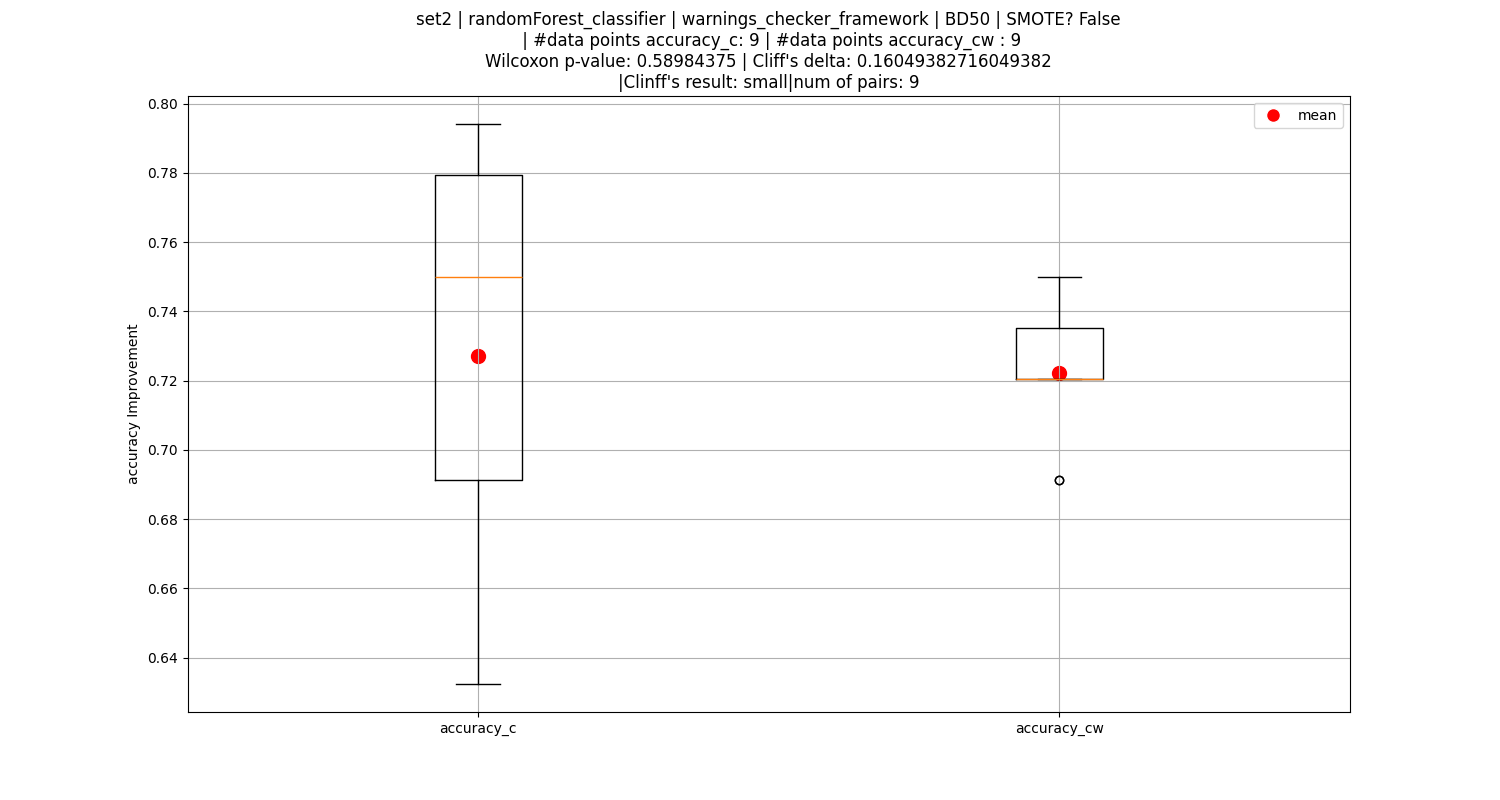 set2 | randomForest_classifier | warnings_checker_framework | BD50 | SMOTE? False
| #data points accuracy_c: 9 | #data points accuracy_cw : 9
Wilcoxon p-value: 0.58984375 | Cliff's delta: 0.16049382716049382
|Clinff's result: small|num of pairs: 9
0.80
mean
0.78
0.76
0.74
0.72
0.70
0.68
0.66
0.64
accuracy Improvement
accuracy_c
accuracy_cw